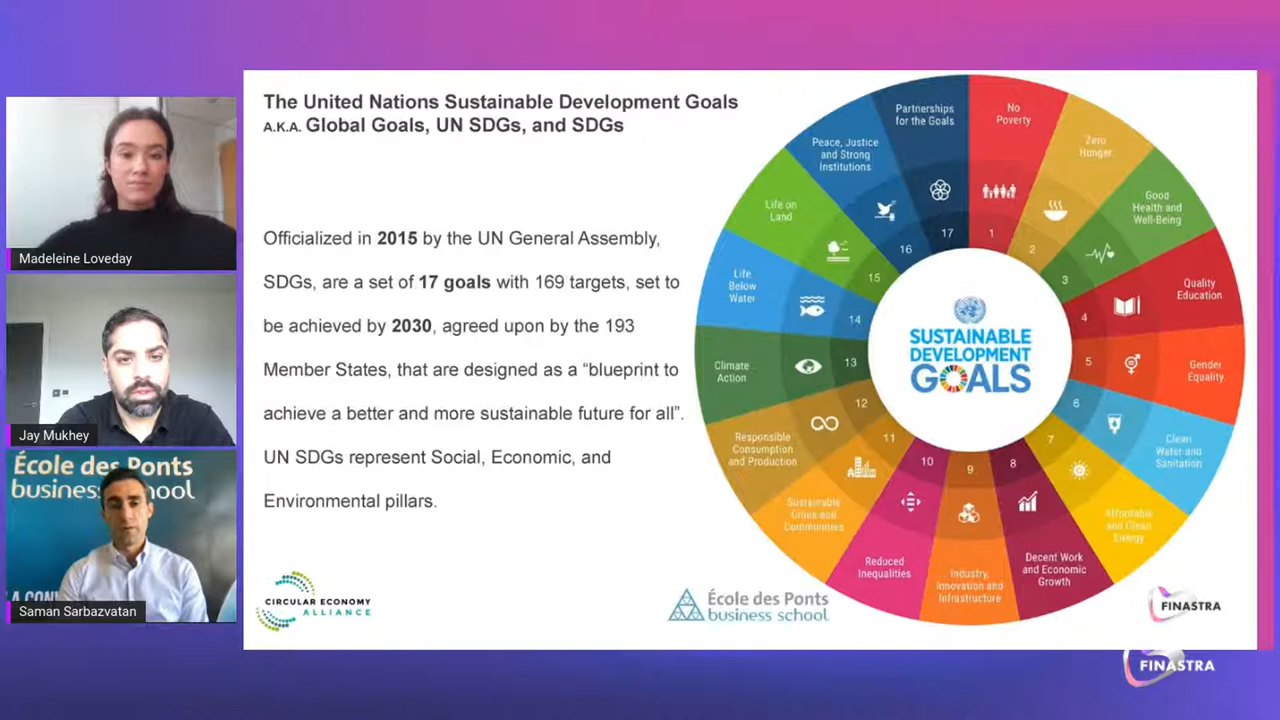 Madeleine Loveday
Jay Mukhey
École des Ponts
business school
A CON
Saman Sarbazvatan
The United Nations Sustainable Development Goals
A.K.A. Global Goals, UN SDGs, and SDGs
Officialized in 2015 by the UN General Assembly,
SDGs, are a set of 17 goals with 169 targets, set to
be achieved by 2030, agreed upon by the 193
Member States, that are designed as a “blueprint to
achieve a better and more sustainable future for all”.
UN SDGs represent Social, Economic, and
Environmental pillars.
No
Poverty
1
Zero
Hunger
2
Good
Health and
Well-Being
3
Quality
Education
4
Gender
Equality
5
Clean
Water and
Sanitation
6
Affordable
and Clean
Energy
7
Decent Work
and Economic
Growth
8
Industry,
Innovation and
Infrastructure
9
Reduced
Inequalities
10
Sustainable
Cities and
Communities
11
Responsible
Consumption
and Production
12
Climate
Action
13
Life
Below
Water
14
Life on
Land
15
Peace, Justice
and Strong
Institutions
16
Partnerships
for the Goals
17
SUSTAINABLE
DEVELOPMENT
GOALS
CIRCULAR ECONOMY
ALLIANCE
École des Ponts
business school
FINASTRA
FINASTRA